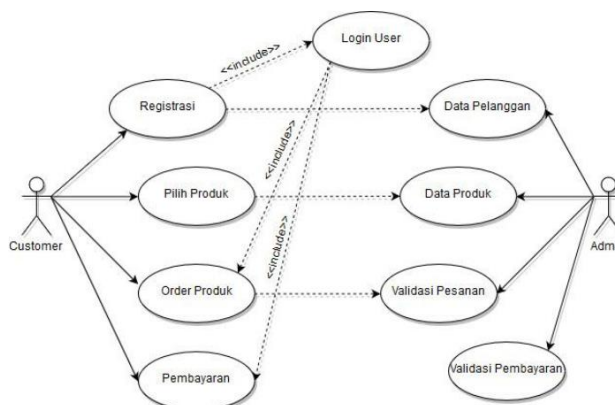 Login User
<<include>>
Registrasi
Data Pelanggan
<<include>>
Pilih Produk
Data Produk
Customer
Adm
<<include>>
Order Produk
Validasi Pesanan
Pembayaran
Validasi Pembayaran